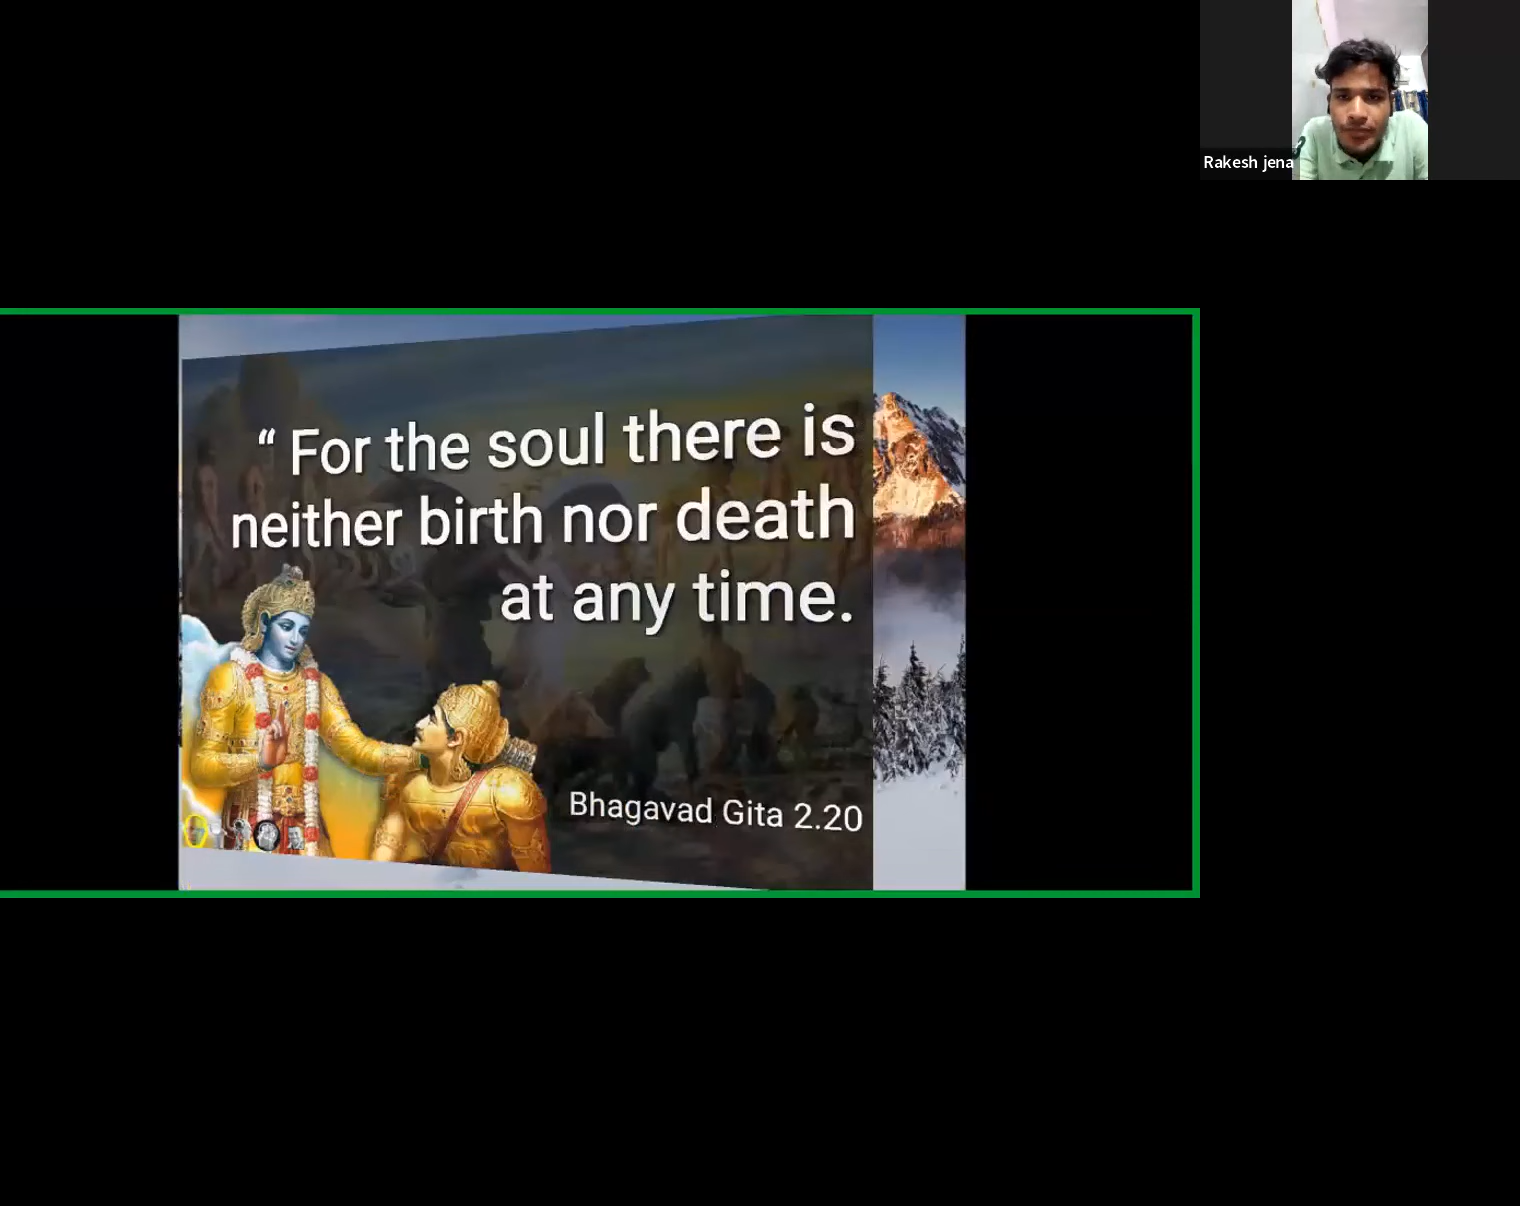 Rakesh jena
“ For the soul there is
neither birth nor death
at any time.
Bhagavad Gita 2.20